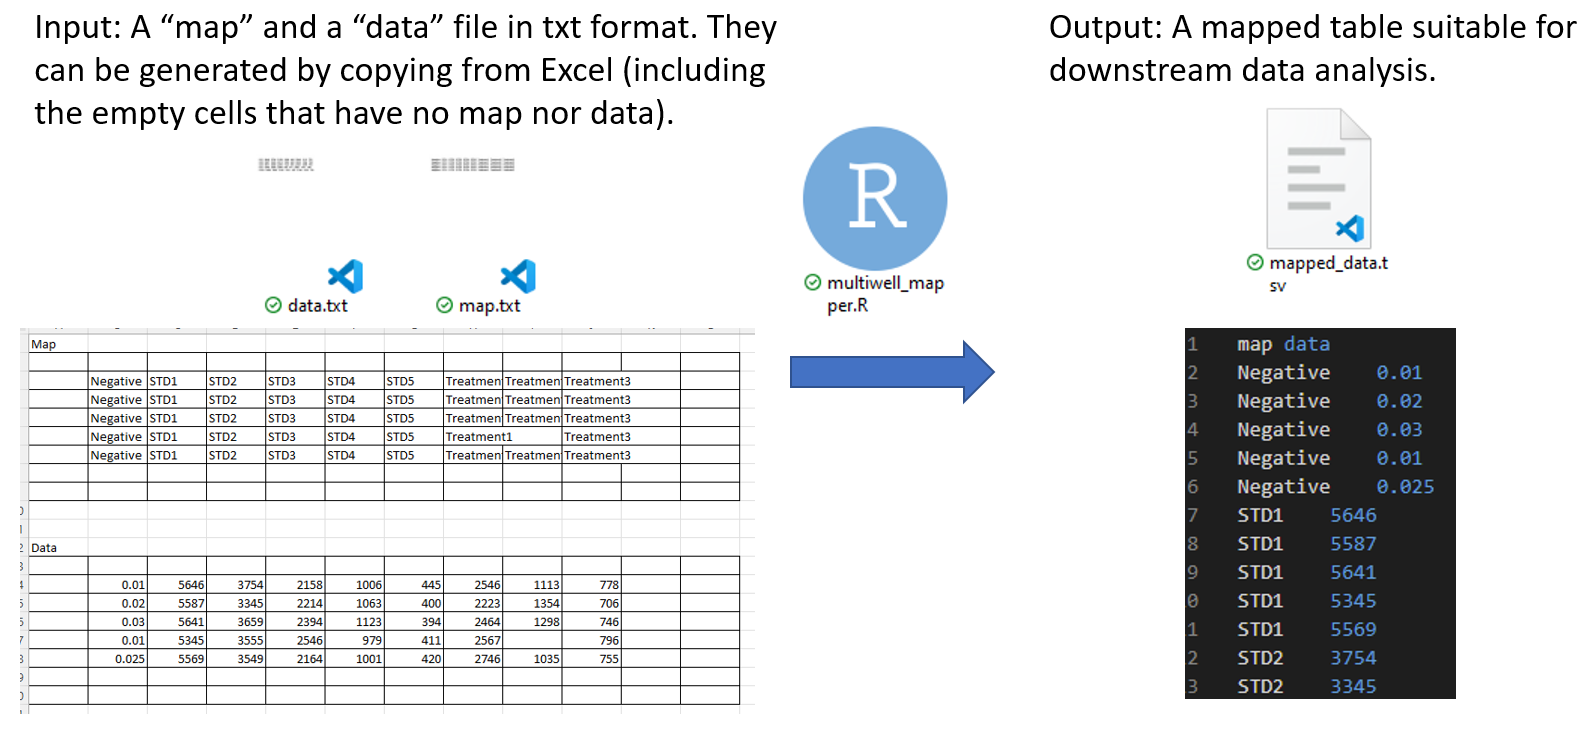 Input: A “map” and a “data” file in txt format. They
can be generated by copying from Excel (including
the empty cells that have no map nor data).
Output: A mapped table suitable for
downstream data analysis.
R
data.txt
map.txt
multiwell_map
per.R
mapped_data.t
sv
Map
Negative STD1 STD2 STD3 STD4 STD5 Treatmen Treatmen Treatment3
Negative STD1 STD2 STD3 STD4 STD5 Treatmen Treatmen Treatment3
Negative STD1 STD2 STD3 STD4 STD5 Treatmen Treatmen Treatment3
Negative STD1 STD2 STD3 STD4 STD5 Treatment1 Treatment3
Negative STD1 STD2 STD3 STD4 STD5 Treatmen Treatmen Treatment3
Data
0.01 5646 3754 2158 1006 445 2546 1113 778
0.02 5587 3345 2214 1063 400 2223 1354 706
0.03 5641 3659 2394 1123 394 2464 1298 746
0.01 5345 3555 2546 979 411 2567 796
0.025 5569 3549 2164 1001 420 2746 1035 755
1 map data
2 Negative 0.01
3 Negative 0.02
4 Negative 0.03
5 Negative 0.01
6 Negative 0.025
7 STD1 5646
8 STD1 5587
9 STD1 5641
0 STD1 5345
1 STD1 5569
2 STD2 3754
3 STD2 3345